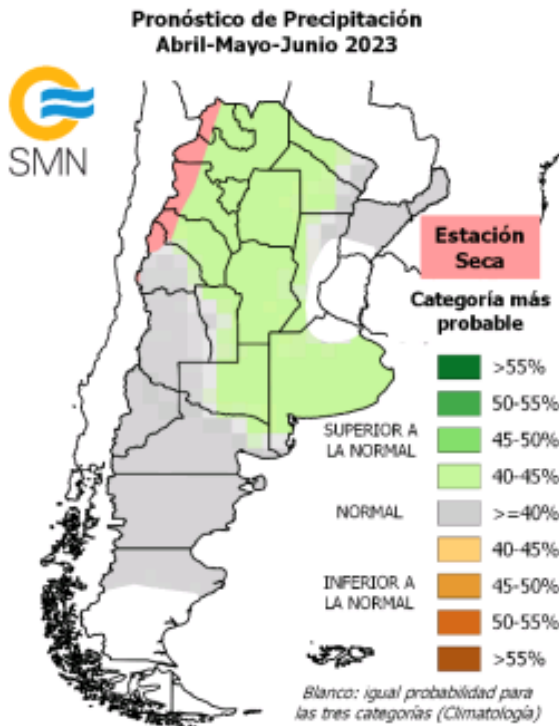 Pronóstico de Precipitación
Abril-Mayo-Junio 2023
SMN
Estación
Seca
Categoría más
probable
>55%
50-55%
SUPERIOR A
LA NORMAL
45-50%
40-45%
NORMAL
>=40%
40-45%
INFERIOR A
LA NORMAL
45-50%
50-55%
>55%
Blanco: igual probabilidad para
las tres categorías (Climatología)